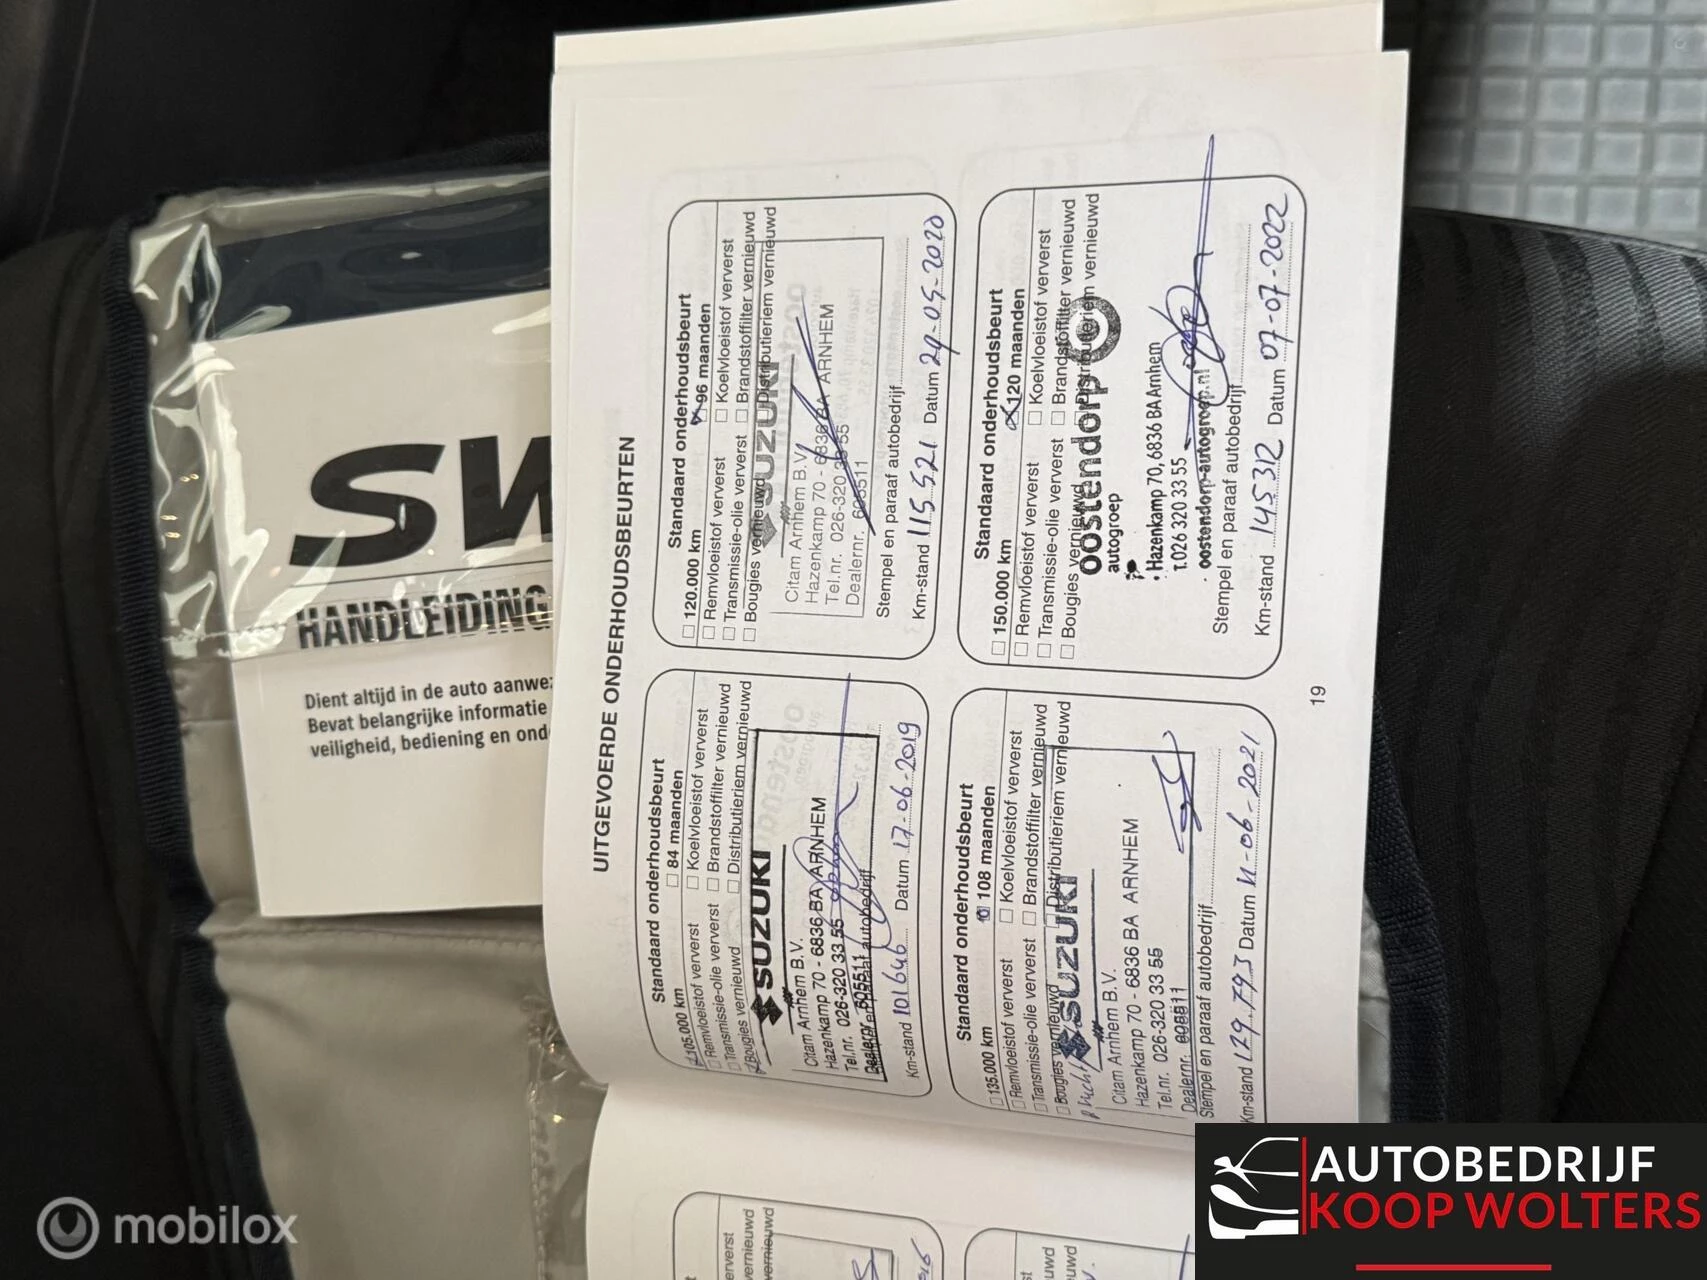 UITGEVOERDE ONDERHOUDSBEURTEN
Standaard onderhoudsbeurt
105.000 km
84 maanden
Remvloeistof ververst
Koelvloeistof ververst
Transmissie-olie ververst
Brandstoffilter vernieuwd
Bougies vernieuwd
Distributieriem vernieuwd
SUZUKI
Citam Arnhem B.V.
Hazenkamp 70 - 6836 BA ARNHEM
Tel.nr. 026-320 33 55
Dealernr. 605511
Stempel en paraaf autobedrijf
Km-stand 101646 Datum 17-06-2019
Standaard onderhoudsbeurt
120.000 km
96 maanden
Remvloeistof ververst
Koelvloeistof ververst
Transmissie-olie ververst
Brandstoffilter vernieuwd
Bougies vernieuwd
Distributieriem vernieuwd
SUZUKI
Citam Arnhem B.V.
Hazenkamp 70 - 6836 BA ARNHEM
Tel.nr. 026-320 33 55
Dealernr. 605511
Stempel en paraaf autobedrijf
Km-stand 115521 Datum 29-05-2020
Standaard onderhoudsbeurt
135.000 km
108 maanden
Remvloeistof ververst
Koelvloeistof ververst
Transmissie-olie ververst
Brandstoffilter vernieuwd
Bougies vernieuwd
Distributieriem vernieuwd
SUZUKI
Citam Arnhem B.V.
Hazenkamp 70 - 6836 BA ARNHEM
Tel.nr. 026-320 33 55
Dealernr. 605511
Stempel en paraaf autobedrijf
Km-stand 129.793 Datum 11-06-2021
Standaard onderhoudsbeurt
150.000 km
120 maanden
Remvloeistof ververst
Koelvloeistof ververst
Transmissie-olie ververst
Brandstoffilter vernieuwd
Bougies vernieuwd
Distributieriem vernieuwd
oostendorp
autogroep
Hazenkamp 70, 6836 BA Arnhem
T. 026 320 33 55
oostendorp-autogroep.nl
Stempel en paraaf autobedrijf
Km-stand 145312 Datum 07-07-2022
19
SW
HANDLEIDING
Dient altijd in de auto
Bevat belangrijke informatie
veiligheid, bediening en
mobilox
AUTOBEDRIJF
KOOP WOLTERS